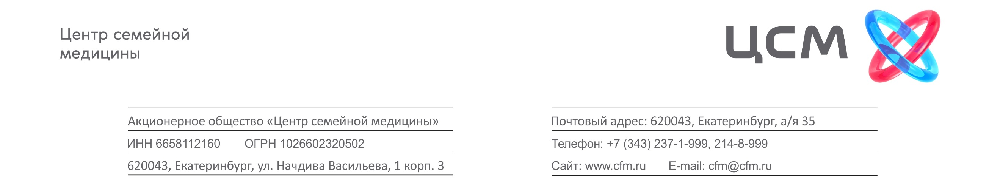 Центр семейной
медицины
ЦСМ
Акционерное общество «Центр семейной медицины»
ИНН 6658112160 ОГРН 1026602320502
620043, Екатеринбург, ул. Начдива Васильева, 1 корп. 3
Почтовый адрес: 620043, Екатеринбург, а/я 35
Телефон: +7 (343) 237-1-999, 214-8-999
Сайт: www.cfm.ru E-mail: cfm@cfm.ru